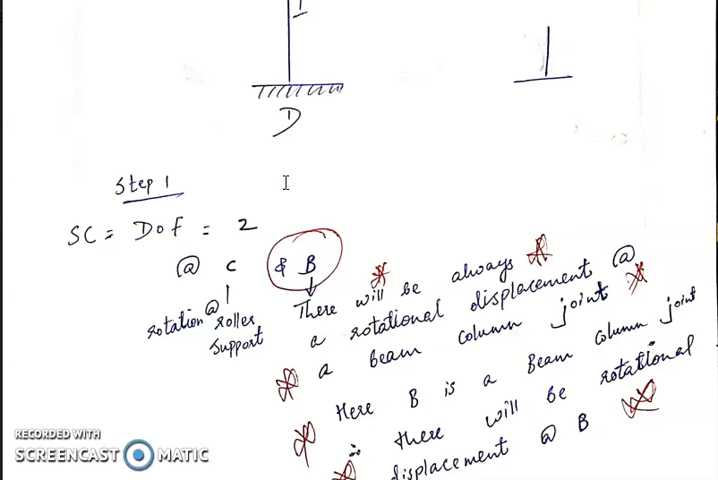 1
D
Step 1
SC = DoF = 2
@ C & B
rotation @ roller support
There will be always
a rotational displacement @
a beam column joint
Here B is a Beam column joint
∴ there will be rotational
displacement @ B
RECORDED WITH
SCREENCAST MATIC